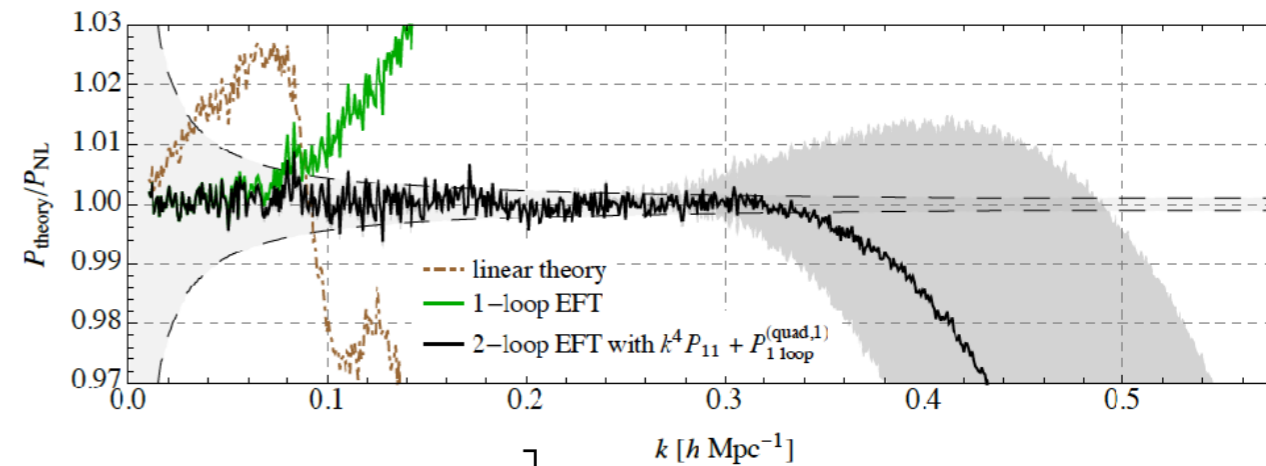 1.03
1.02
1.01
1.00
0.99
0.98
0.97
P_theory/P_NL
linear theory
1−loop EFT
2−loop EFT with k^4 P_11 + P_1 loop^(quad,1)
0.0 0.1 0.2 0.3 0.4 0.5
k [h Mpc^−1]